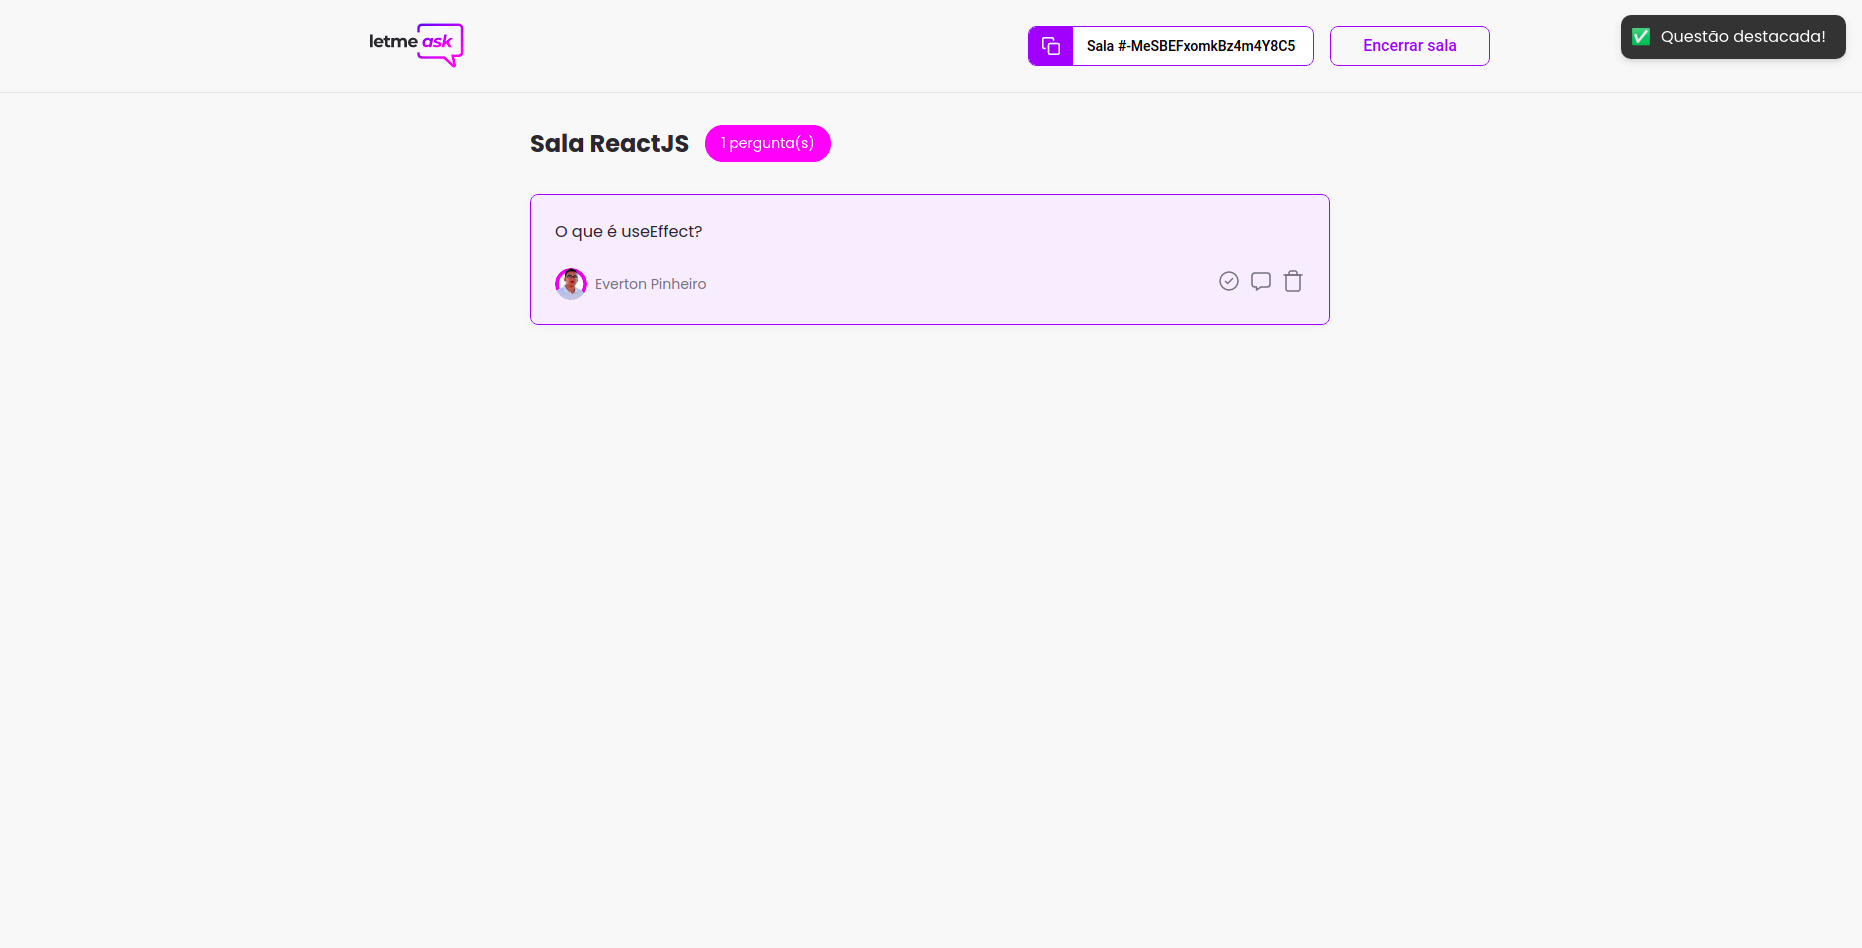 letme ask
Sala #-MeSBEFxomkBz4m4Y8C5
Encerrar sala
✅ Questão destacada!
Sala ReactJS
1 pergunta(s)
O que é useEffect?
Everton Pinheiro